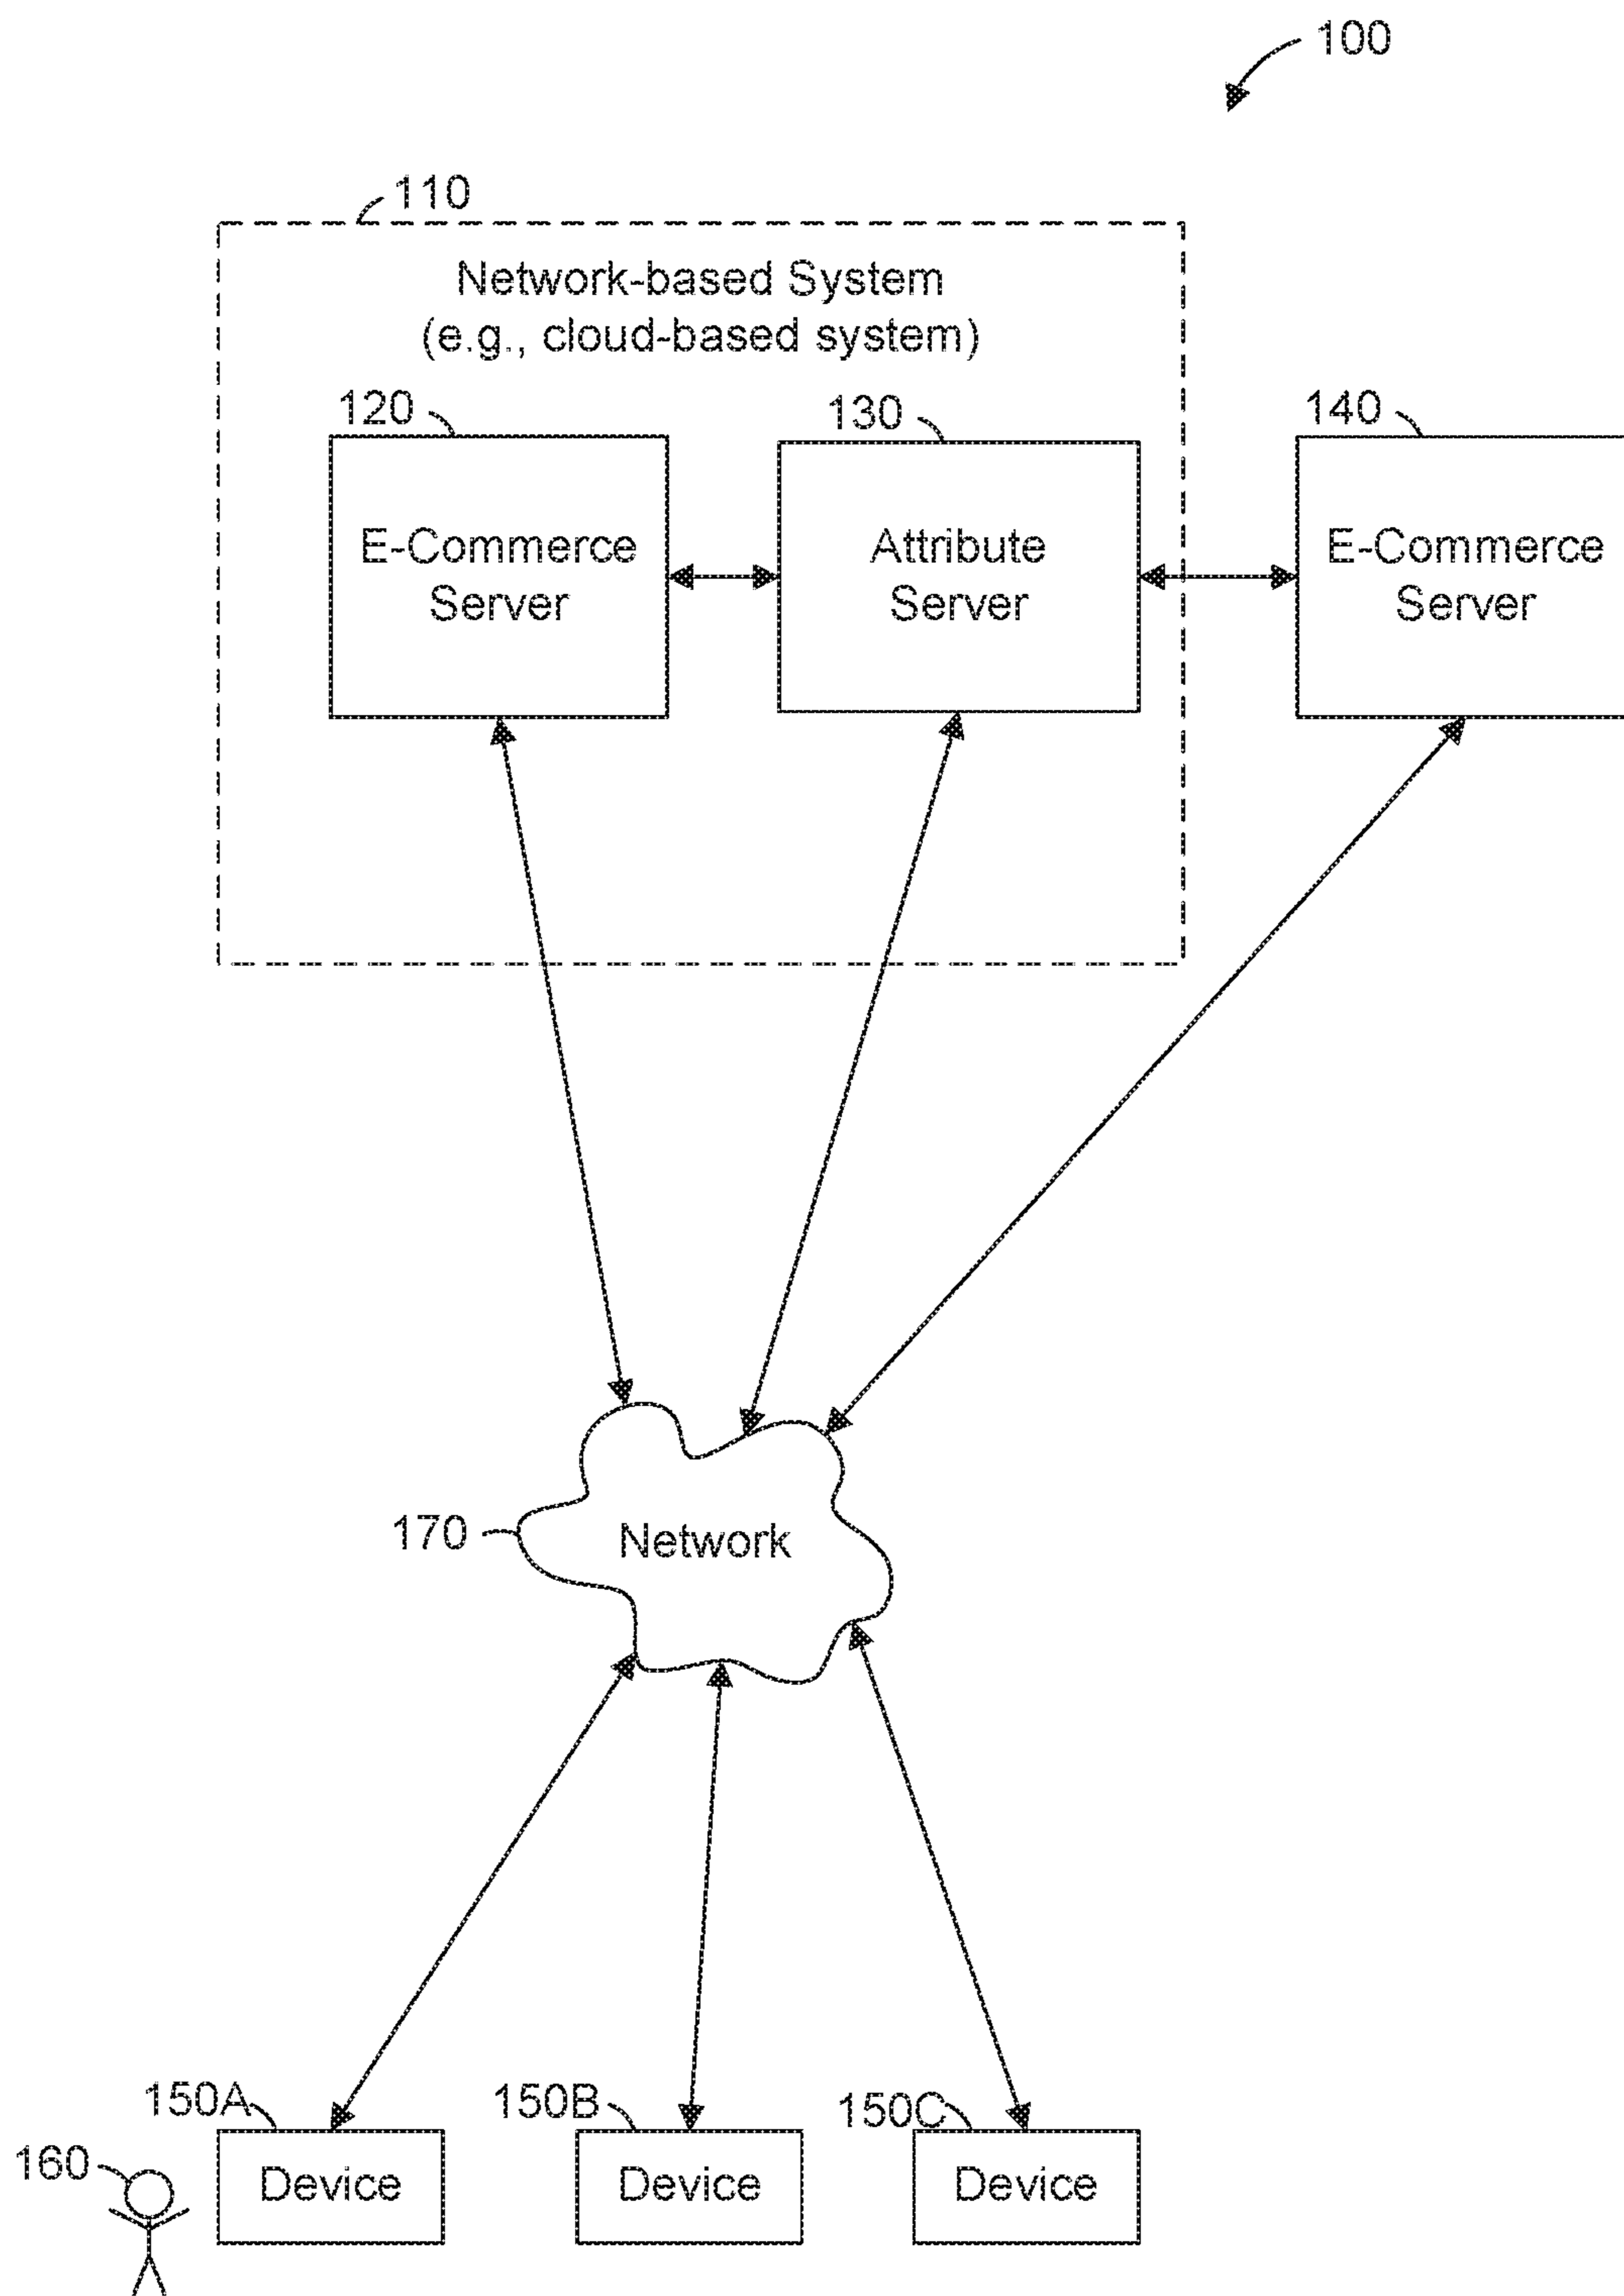 100
110
Network-based System
(e.g., cloud-based system)
120
130
140
E-Commerce
Server
Attribute
Server
E-Commerce
Server
170
Network
150A
150B
150C
160
Device
Device
Device